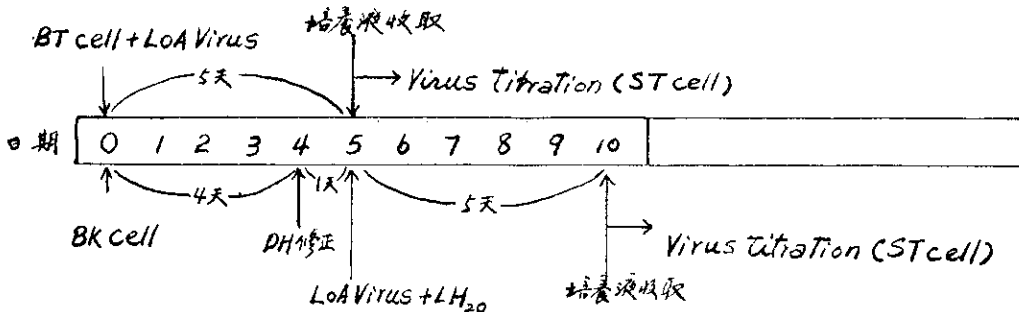 培養液收取
BT cell + LoA Virus
5天
Virus Titration (ST cell)
日期 0 1 2 3 4 5 6 7 8 9 10
4天 1天 5天
BK cell
PH修正
Virus Titration (ST cell)
LoA Virus + LH₂₀
培養液收取